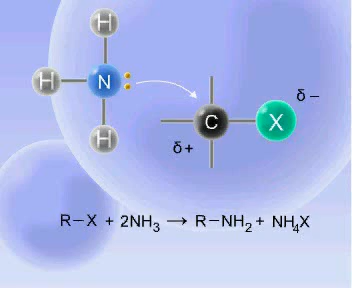 H
H N
H
C X
δ+ δ−
R−X + 2NH₃ → R−NH₂ + NH₄X